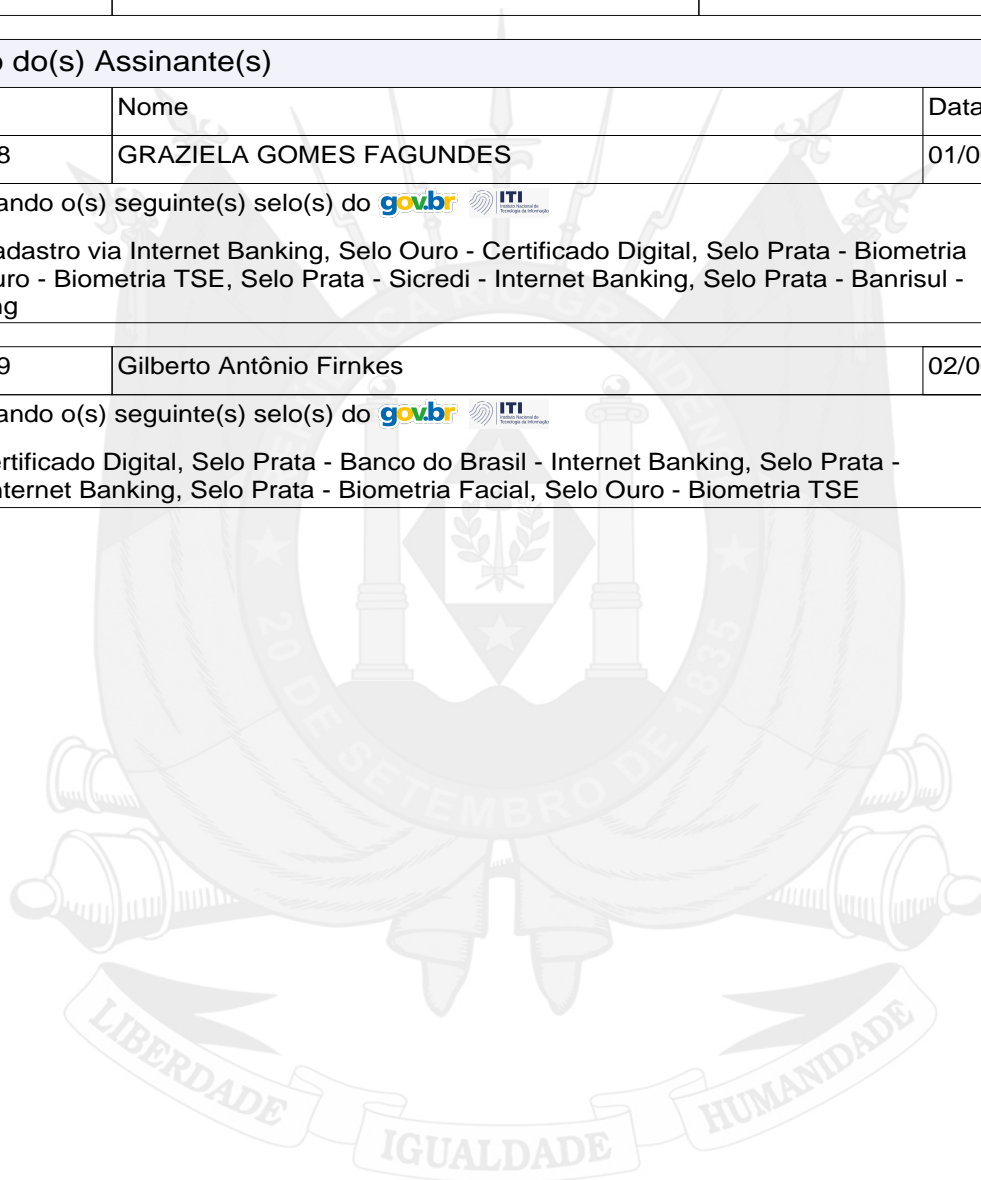 o do(s) Assinante(s)
Nome Data
8 GRAZIELA GOMES FAGUNDES 01/0
ando o(s) seguinte(s) selo(s) do gov.br ITI
adastro via Internet Banking, Selo Ouro - Certificado Digital, Selo Prata - Biometria
uro - Biometria TSE, Selo Prata - Sicredi - Internet Banking, Selo Prata - Banrisul -
ng
9 Gilberto Antônio Firnkes 02/0
ando o(s) seguinte(s) selo(s) do gov.br ITI
ertificado Digital, Selo Prata - Banco do Brasil - Internet Banking, Selo Prata -
nternet Banking, Selo Prata - Biometria Facial, Selo Ouro - Biometria TSE
20 DE SETEMBRO DE 1835
LIBERDADE IGUALDADE HUMANIDADE